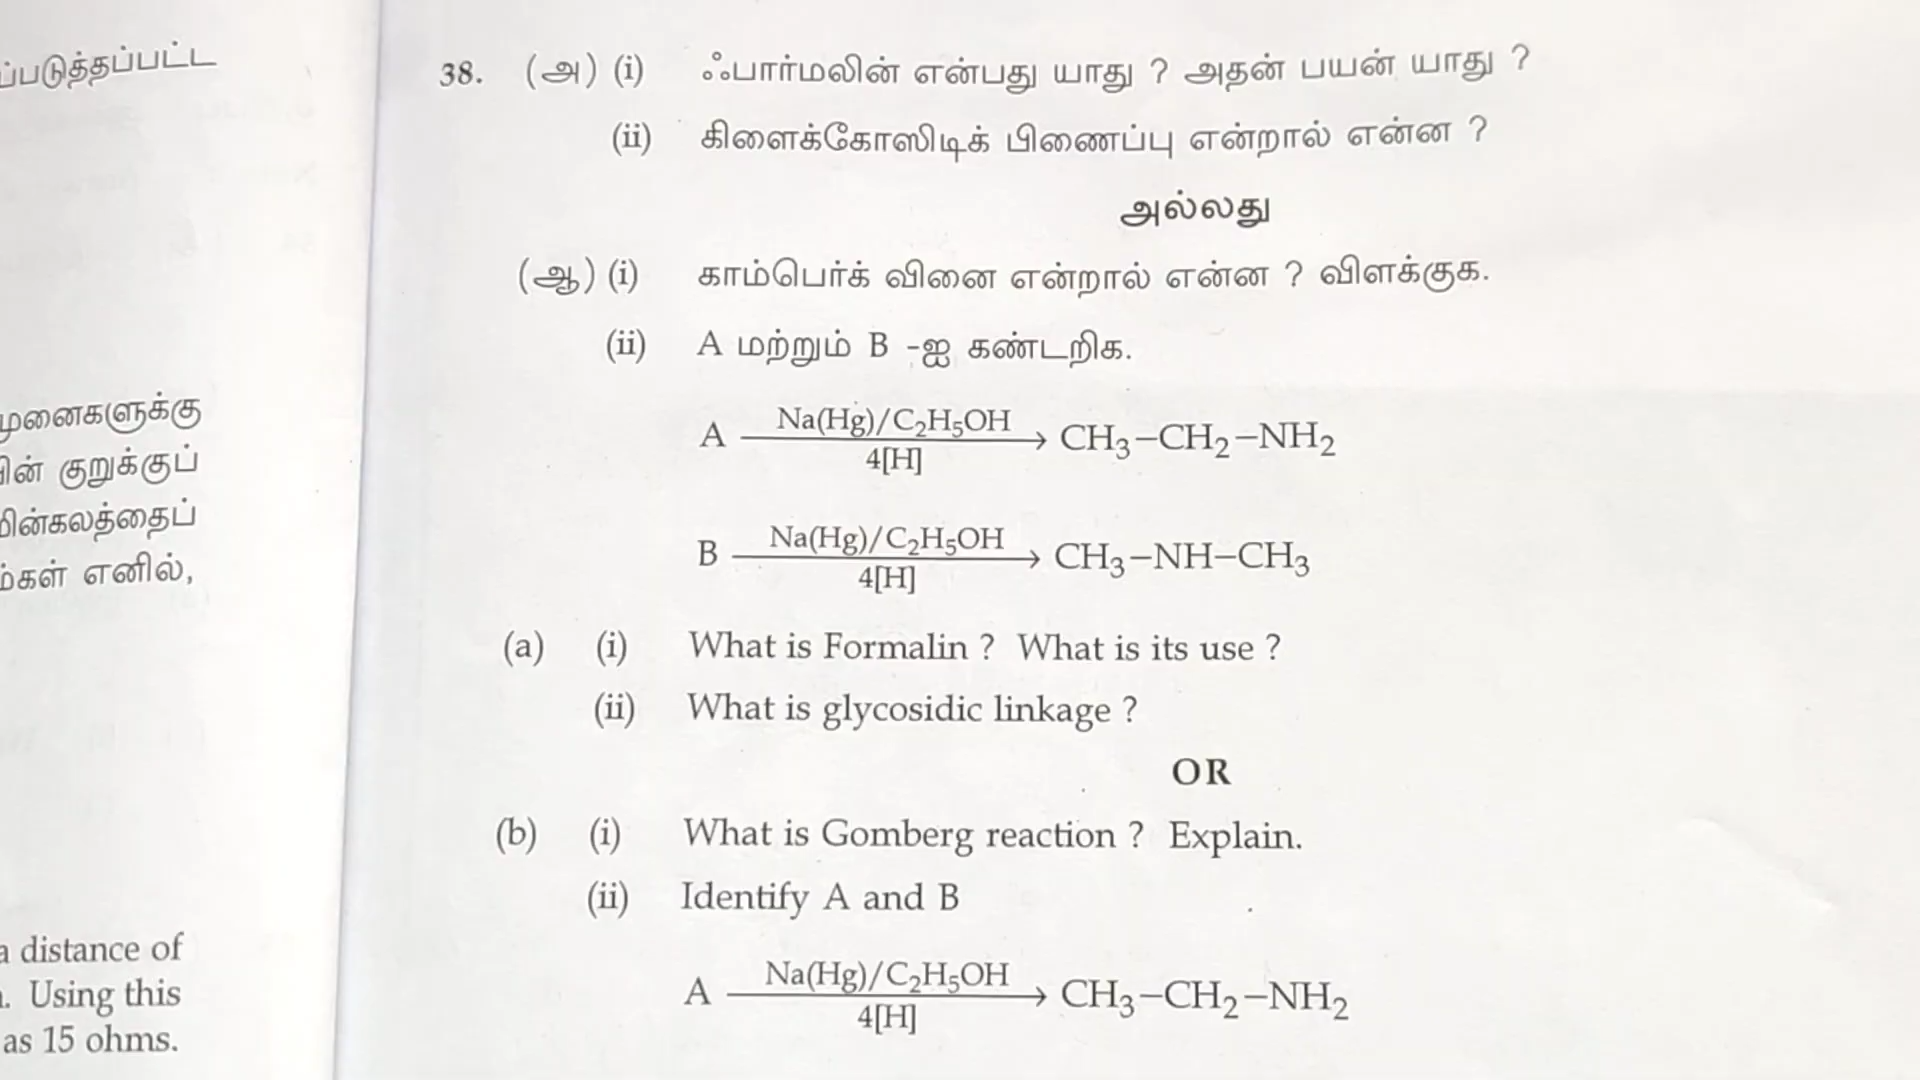 ப்படுத்தப்பட்ட
முனைகளுக்கு
குறுக்குப்
மின்கலத்தைப்
எனில்,
a distance of
. Using this
as 15 ohms.
38. (அ) (i) ஃபார்மலின் என்பது யாது ? அதன் பயன் யாது ?
(ii) கிளைக்கோஸிடிக் பிணைப்பு என்றால் என்ன ?
அல்லது
(ஆ) (i) காம்பெர்க் வினை என்றால் என்ன ? விளக்குக.
(ii) A மற்றும் B -ஐ கண்டறிக.
Na(Hg)/C₂H₅OH
A ⟶ CH₃−CH₂−NH₂
4[H]
Na(Hg)/C₂H₅OH
B ⟶ CH₃−NH−CH₃
4[H]
(a) (i) What is Formalin ? What is its use ?
(ii) What is glycosidic linkage ?
OR
(b) (i) What is Gomberg reaction ? Explain.
(ii) Identify A and B
Na(Hg)/C₂H₅OH
A ⟶ CH₃−CH₂−NH₂
4[H]